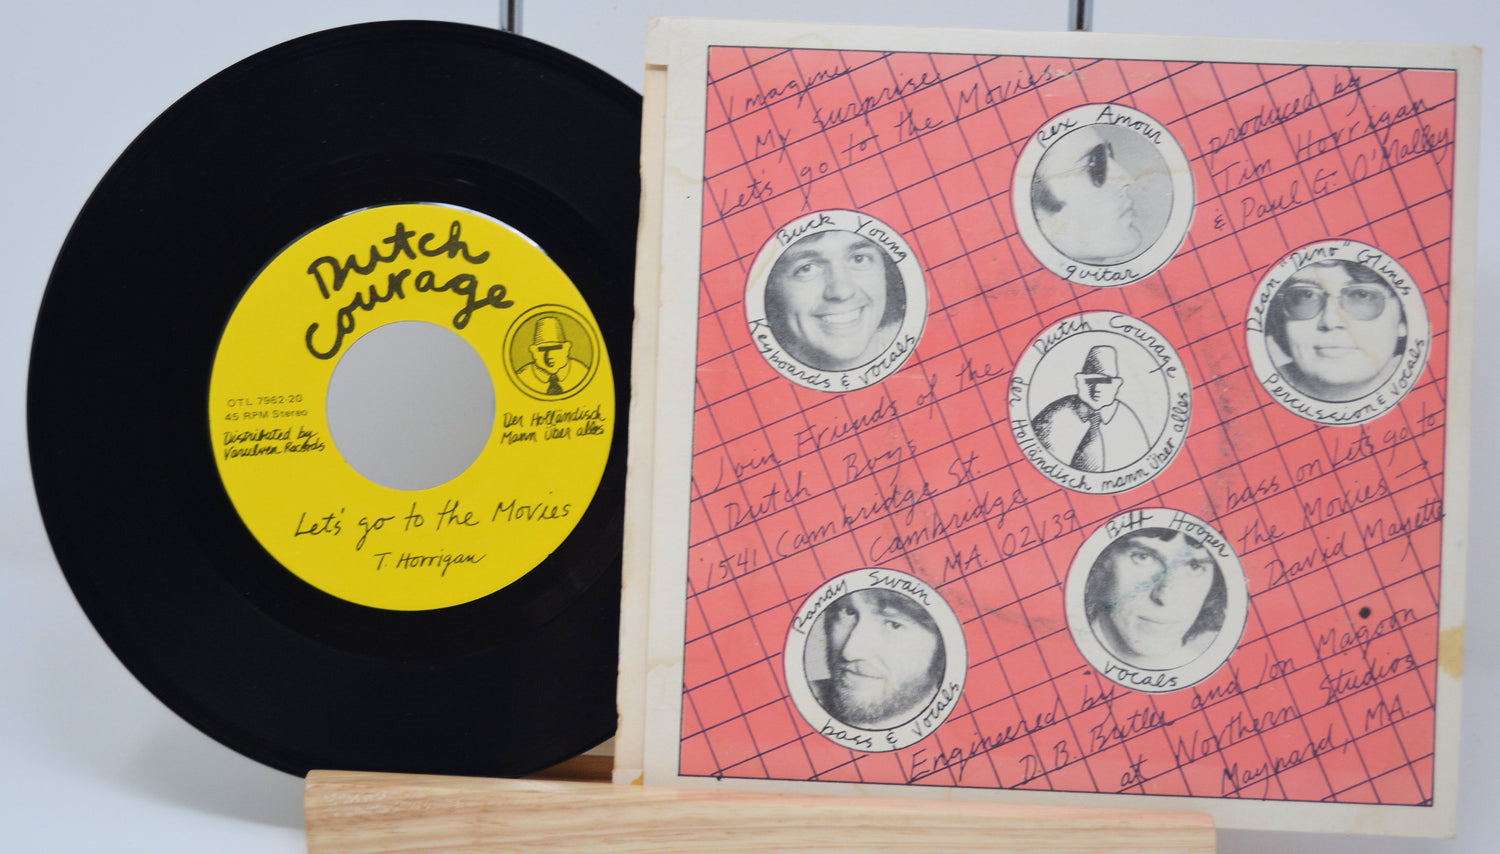 Dutch
Courage
OTL 7962-20
45 RPM Stereo
Distributed by
Varulven Records
Der Holländisch
Mann über alles
Let's go to the Movies
T. Horrigan
Imagine
My Surprise
Let's go to the Movies
produced by
Tim Horrigan
& Paul G. O'Malley
Rex Amour
guitar
Buck Young
Keyboards & vocals
Dean "Dino" Glines
percussion & vocals
Dutch Courage
der Holländisch mann über alles
Join Friends of the
Dutch Boys
1541 Cambridge St.
Cambridge
MA. 02139
bass on Let's go to
the Movies →
David Mayette
Biff Hooper
vocals
Randy Swain
bass & vocals
Engineered by
D. B. Butler and Jon Magoon
at Northern Studios
Maynard, MA.